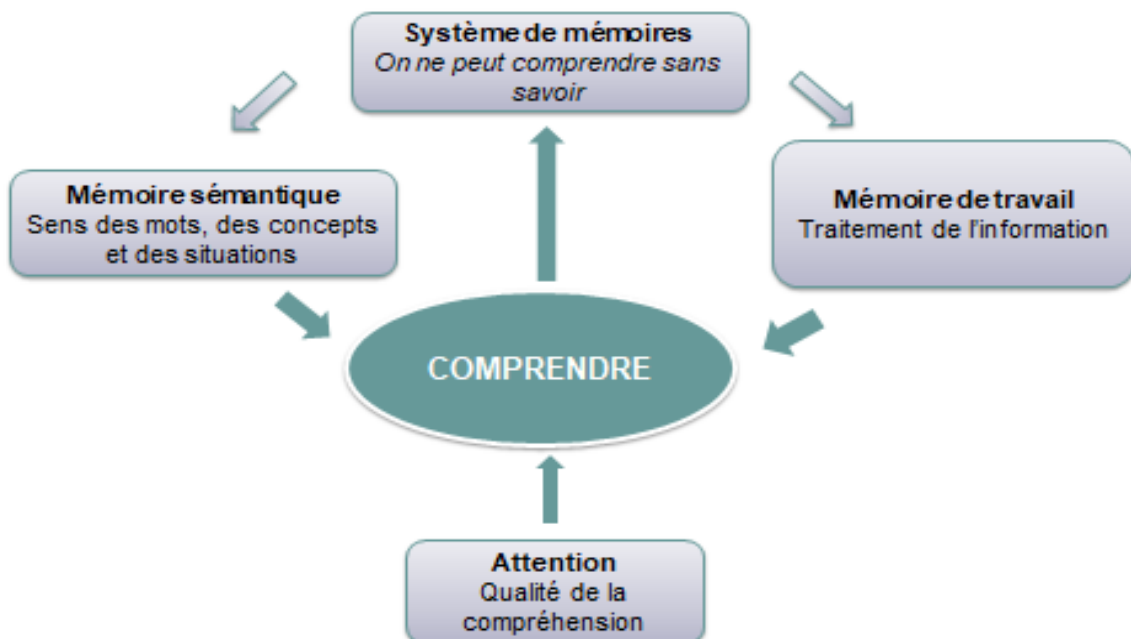 Système de mémoires
On ne peut comprendre sans
savoir
Mémoire sémantique
Sens des mots, des concepts
et des situations
Mémoire de travail
Traitement de l'information
COMPRENDRE
Attention
Qualité de la
compréhension